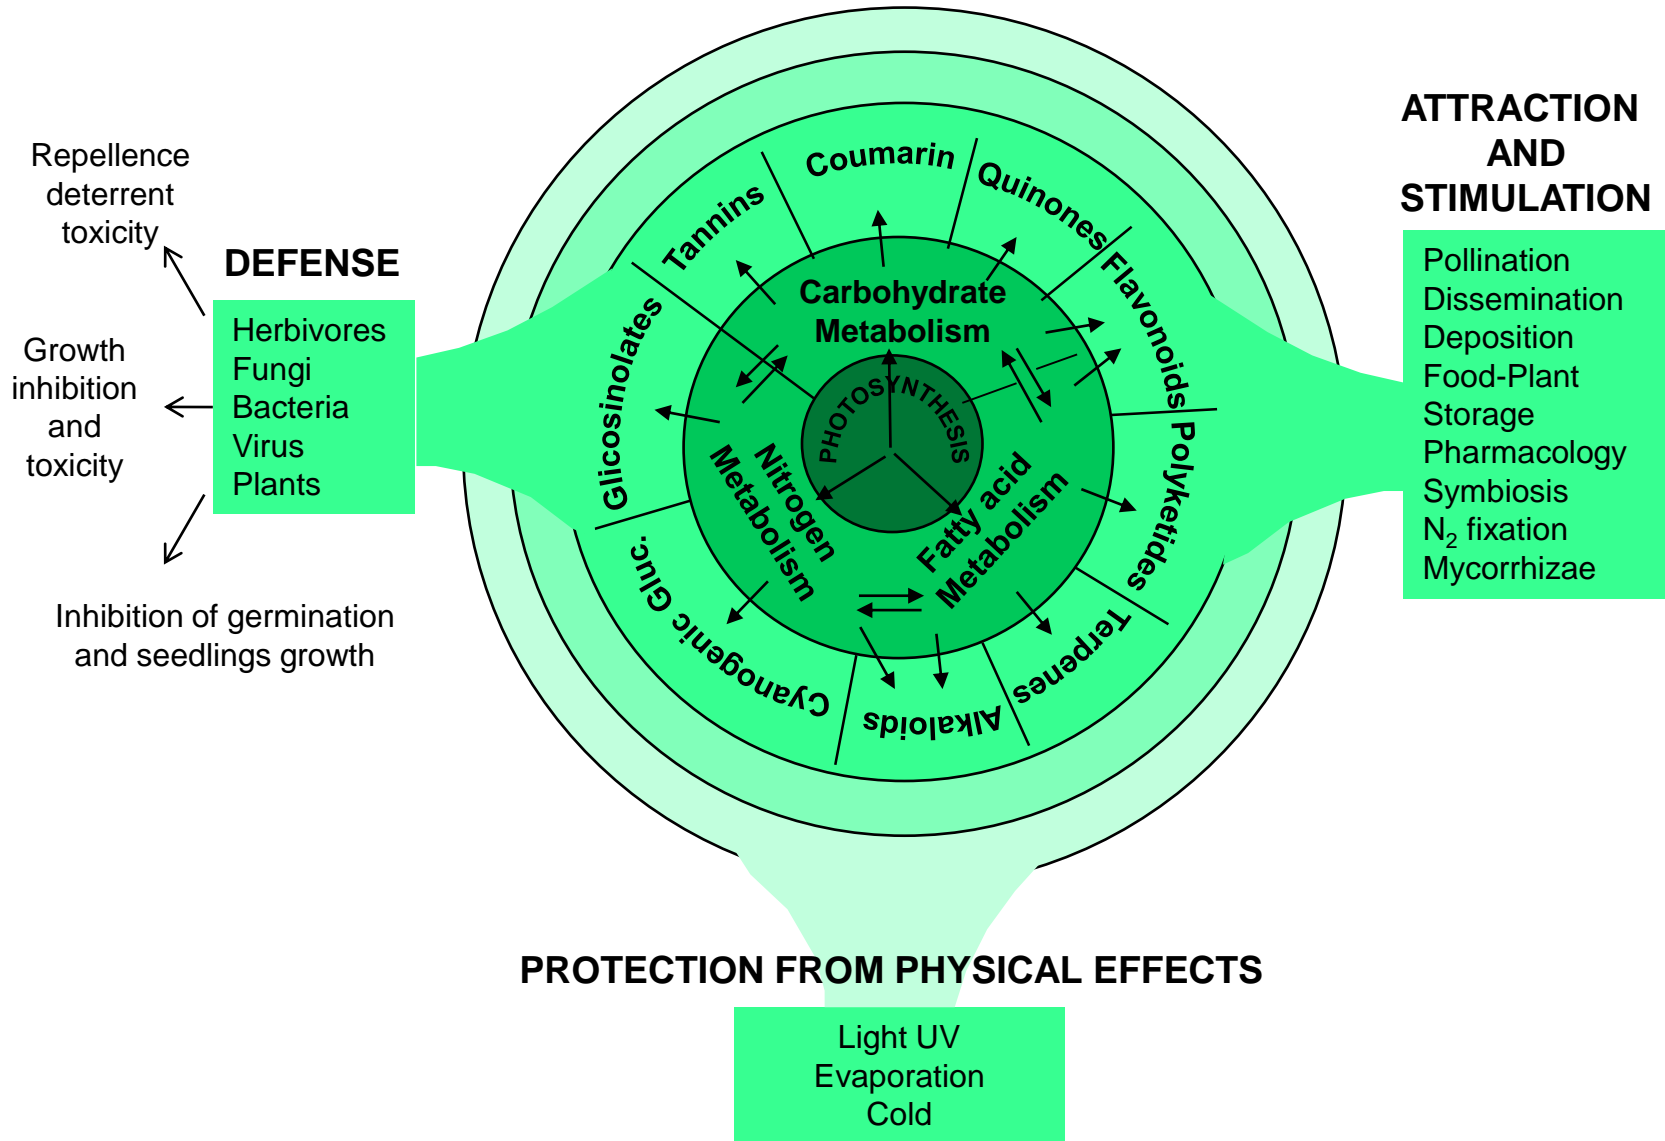 ATTRACTION
AND
STIMULATION
Pollination
Dissemination
Deposition
Food-Plant
Storage
Pharmacology
Symbiosis
N₂ fixation
Mycorrhizae
Repellence
deterrent
toxicity
DEFENSE
Herbivores
Fungi
Bacteria
Virus
Plants
Growth
inhibition
and
toxicity
Inhibition of germination
and seedlings growth
Coumarin
Quinones
Flavonoids
Polyketides
Terpenes
Alkaloids
Cyanogenic Gluc.
Glicosinolates
Tannins
Carbohydrate
Metabolism
PHOTOSYNTHESIS
Nitrogen
Metabolism
Fatty acid
Metabolism
PROTECTION FROM PHYSICAL EFFECTS
Light UV
Evaporation
Cold